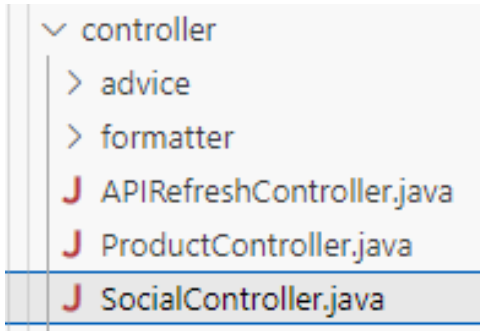 controller
advice
formatter
J APIRefreshController.java
J ProductController.java
J SocialController.java